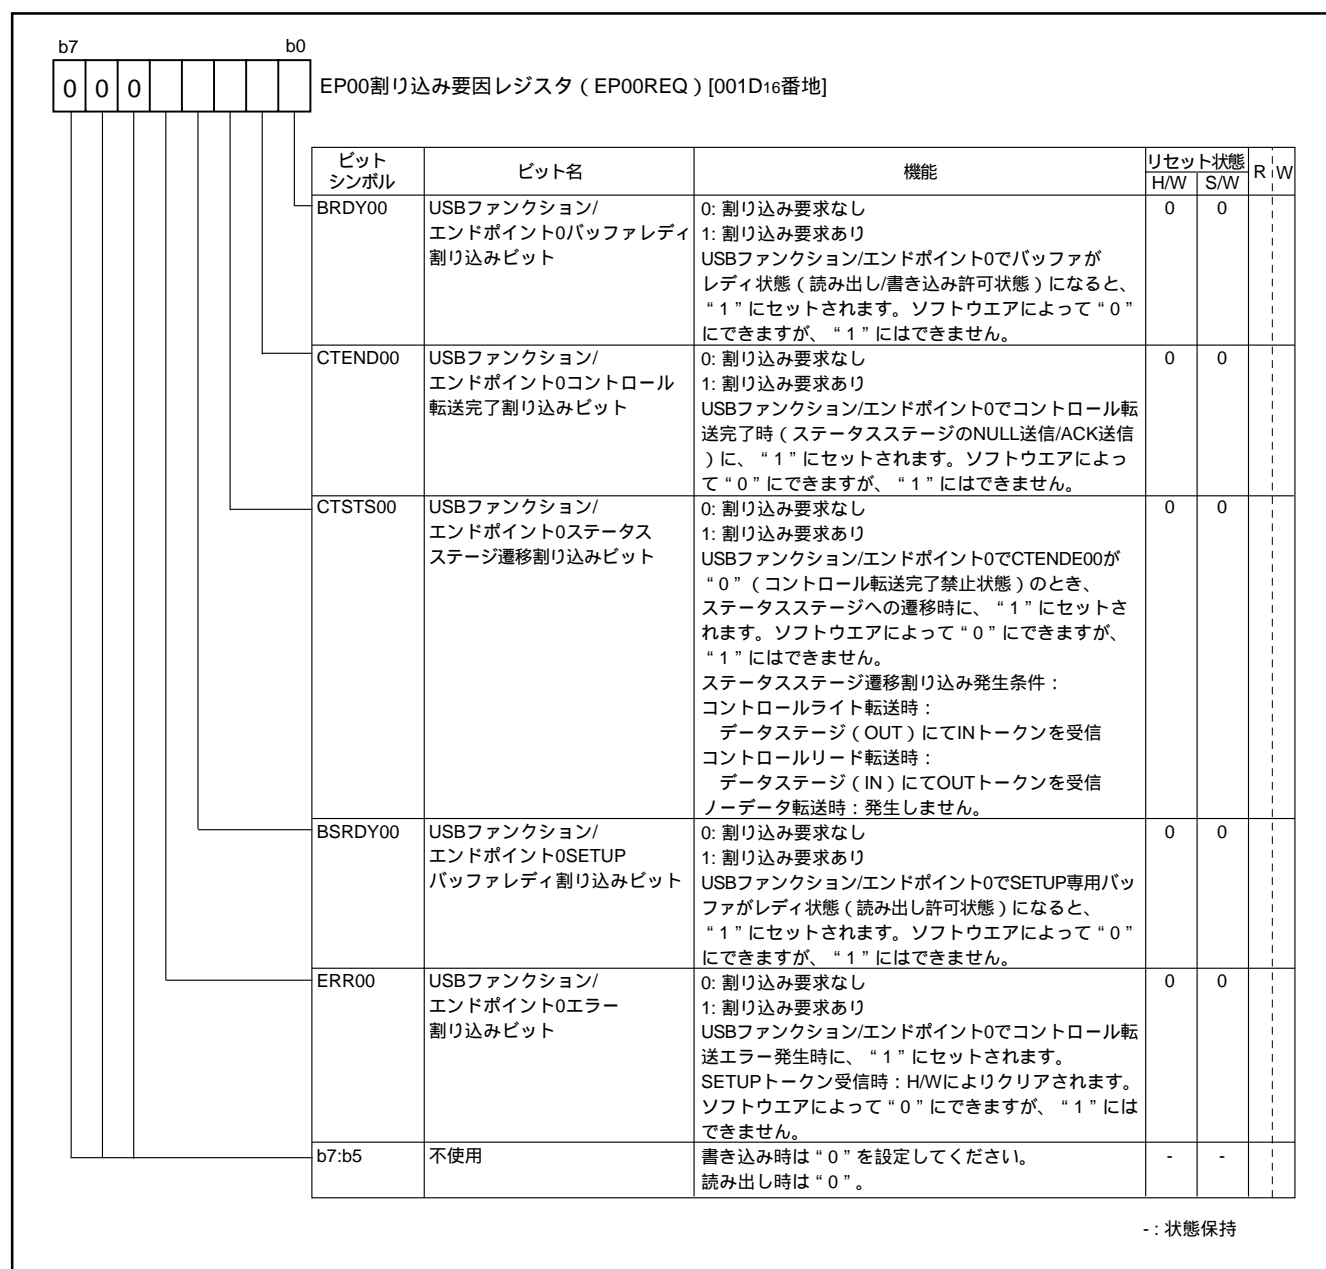 b7 b0
0 0 0
EP00割り込み要因レジスタ（EP00REQ）[001D16番地]
ビット
シンボル
ビット名
機能
リセット状態
H/W S/W
R W
BRDY00
USBファンクション/
エンドポイント0バッファレディ
割り込みビット
0: 割り込み要求なし
1: 割り込み要求あり
USBファンクション/エンドポイント0でバッファが
レディ状態（読み出し/書き込み許可状態）になると、
“1”にセットされます。ソフトウエアによって“0”
にできますが、“1”にはできません。
0 0
CTEND00
USBファンクション/
エンドポイント0コントロール
転送完了割り込みビット
0: 割り込み要求なし
1: 割り込み要求あり
USBファンクション/エンドポイント0でコントロール転
送完了時（ステータスステージのNULL送信/ACK送信
）に、“1”にセットされます。ソフトウエアによっ
て“0”にできますが、“1”にはできません。
0 0
CTSTS00
USBファンクション/
エンドポイント0ステータス
ステージ遷移割り込みビット
0: 割り込み要求なし
1: 割り込み要求あり
USBファンクション/エンドポイント0でCTENDE00が
“0”（コントロール転送完了禁止状態）のとき、
ステータスステージへの遷移時に、“1”にセットさ
れます。ソフトウエアによって“0”にできますが、
“1”にはできません。
ステータスステージ遷移割り込み発生条件：
コントロールライト転送時：
データステージ（OUT）にてINトークンを受信
コントロールリード転送時：
データステージ（IN）にてOUTトークンを受信
ノーデータ転送時：発生しません。
0 0
BSRDY00
USBファンクション/
エンドポイント0SETUP
バッファレディ割り込みビット
0: 割り込み要求なし
1: 割り込み要求あり
USBファンクション/エンドポイント0でSETUP専用バッ
ファがレディ状態（読み出し許可状態）になると、
“1”にセットされます。ソフトウエアによって“0”
にできますが、“1”にはできません。
0 0
ERR00
USBファンクション/
エンドポイント0エラー
割り込みビット
0: 割り込み要求なし
1: 割り込み要求あり
USBファンクション/エンドポイント0でコントロール転
送エラー発生時に、“1”にセットされます。
SETUPトークン受信時：H/Wによりクリアされます。
ソフトウエアによって“0”にできますが、“1”には
できません。
0 0
b7:b5
不使用
書き込み時は“0”を設定してください。
読み出し時は“0”。
- -
- : 状態保持